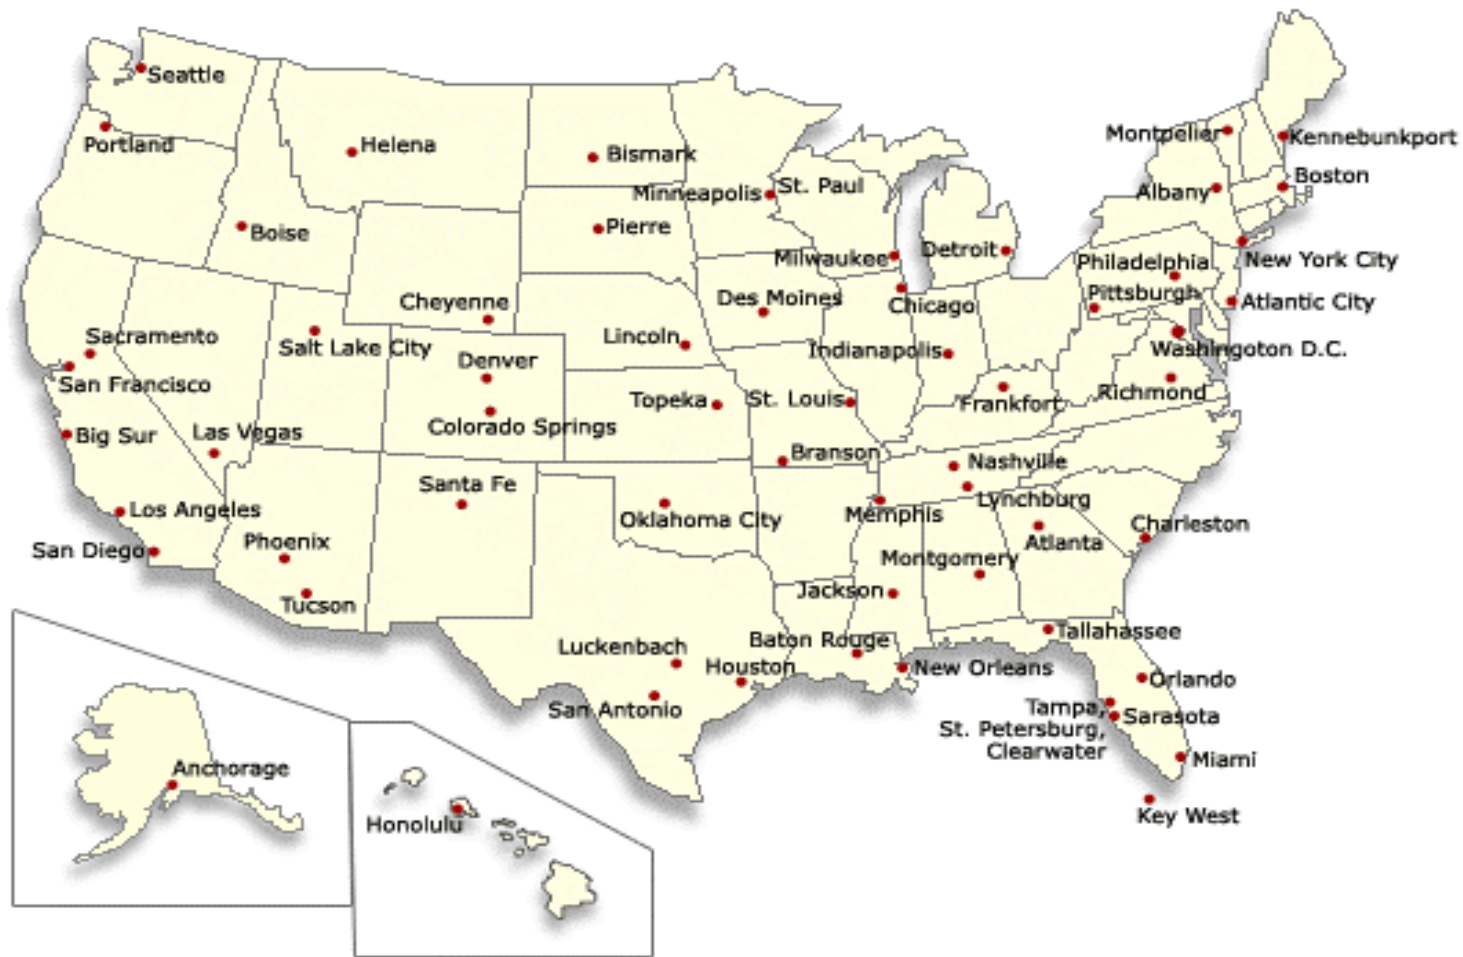 Seattle
Portland
Helena
Bismark
Montpelier
Kennebunkport
Minneapolis
St. Paul
Boston
Albany
Boise
Pierre
Milwaukee
Detroit
New York City
Philadelphia
Cheyenne
Des Moines
Chicago
Pittsburgh
Atlantic City
Sacramento
Salt Lake City
Lincoln
Indianapolis
Washingoton D.C.
San Francisco
Denver
Topeka
St. Louis
Frankfort
Richmond
Big Sur
Las Vegas
Colorado Springs
Branson
Nashville
Santa Fe
Los Angeles
Oklahoma City
Memphis
Lynchburg
Charleston
San Diego
Phoenix
Montgomery
Atlanta
Tucson
Jackson
Luckenbach
Houston
Baton Rouge
Tallahassee
New Orleans
San Antonio
Orlando
Tampa,
St. Petersburg,
Clearwater
Sarasota
Miami
Key West
Anchorage
Honolulu